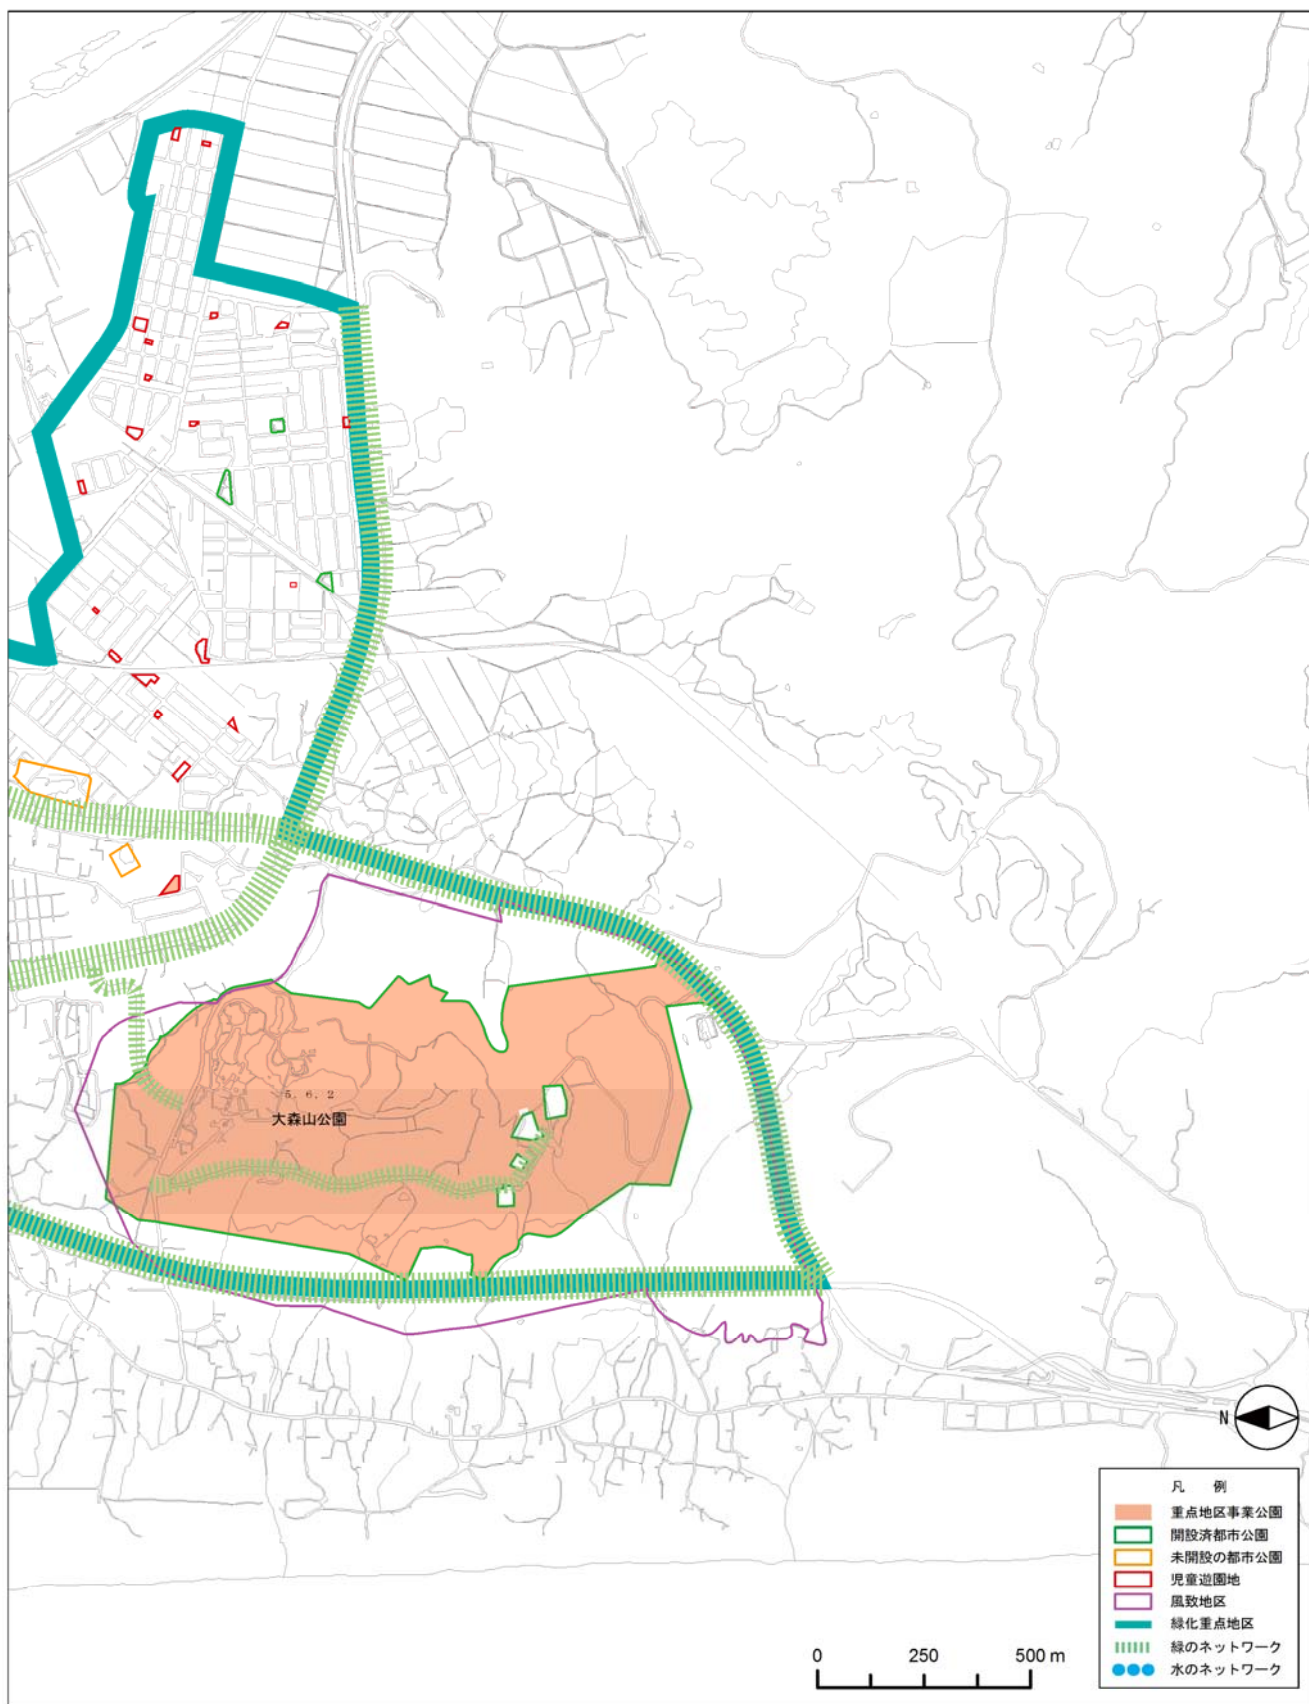 5. 6. 2
大森山公園
N
凡 例
重点地区事業公園
開設済都市公園
未開設の都市公園
児童遊園地
風致地区
緑化重点地区
緑のネットワーク
水のネットワーク
0 250 500 m